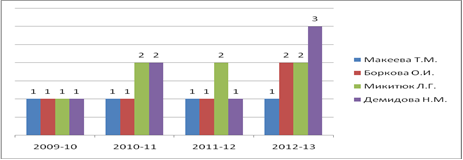 3
2 2 2 2 2
1 1 1 1 1 1 1 1 1 1
2009-10 2010-11 2011-12 2012-13
Макеева Т.М.
Боркова О.И.
Микитюк Л.Г.
Демидова Н.М.